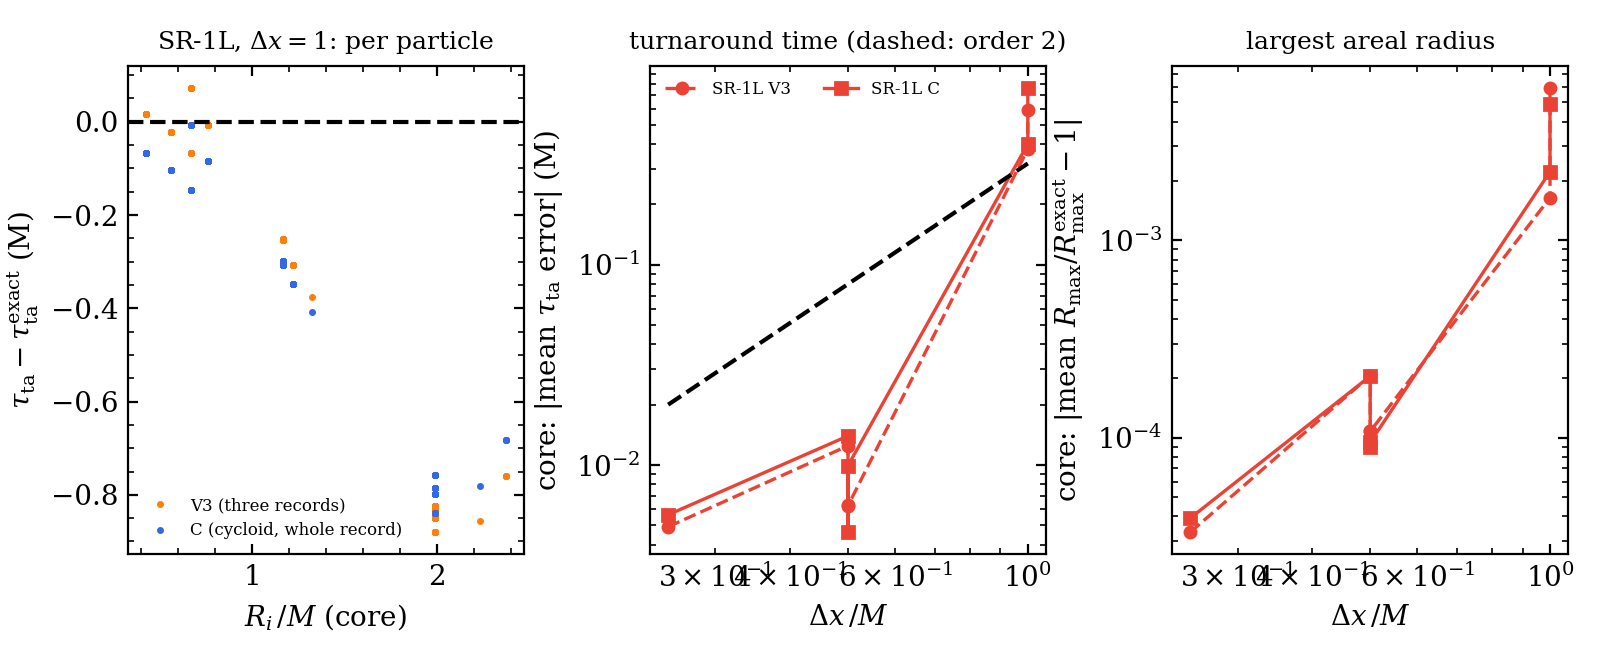 SR-1L, Δx = 1: per particle
τ_ta − τ_ta^exact (M)
0.0
−0.2
−0.4
−0.6
−0.8
V3 (three records)
C (cycloid, whole record)
1
2
R_i/M (core)
turnaround time (dashed: order 2)
core: |mean τ_ta error| (M)
SR-1L V3
SR-1L C
10⁻¹
10⁻²
3 × 10⁻¹
4 × 10⁻¹
6 × 10⁻¹
10⁰
Δx/M
largest areal radius
core: |mean R_max/R_max^exact − 1|
10⁻³
10⁻⁴
3 × 10⁻¹
4 × 10⁻¹
6 × 10⁻¹
10⁰
Δx/M